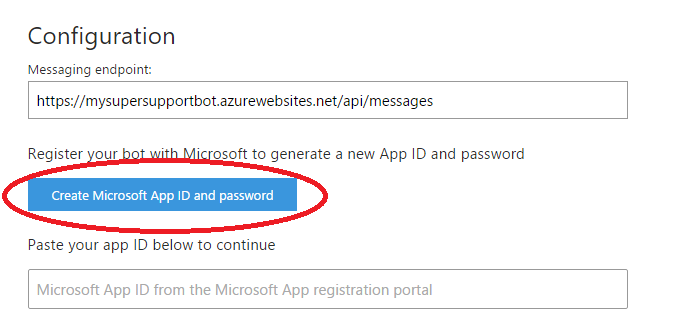 Configuration
Messaging endpoint:
https://mysupersupportbot.azurewebsites.net/api/messages
Register your bot with Microsoft to generate a new App ID and password
Create Microsoft App ID and password
Paste your app ID below to continue
Microsoft App ID from the Microsoft App registration portal